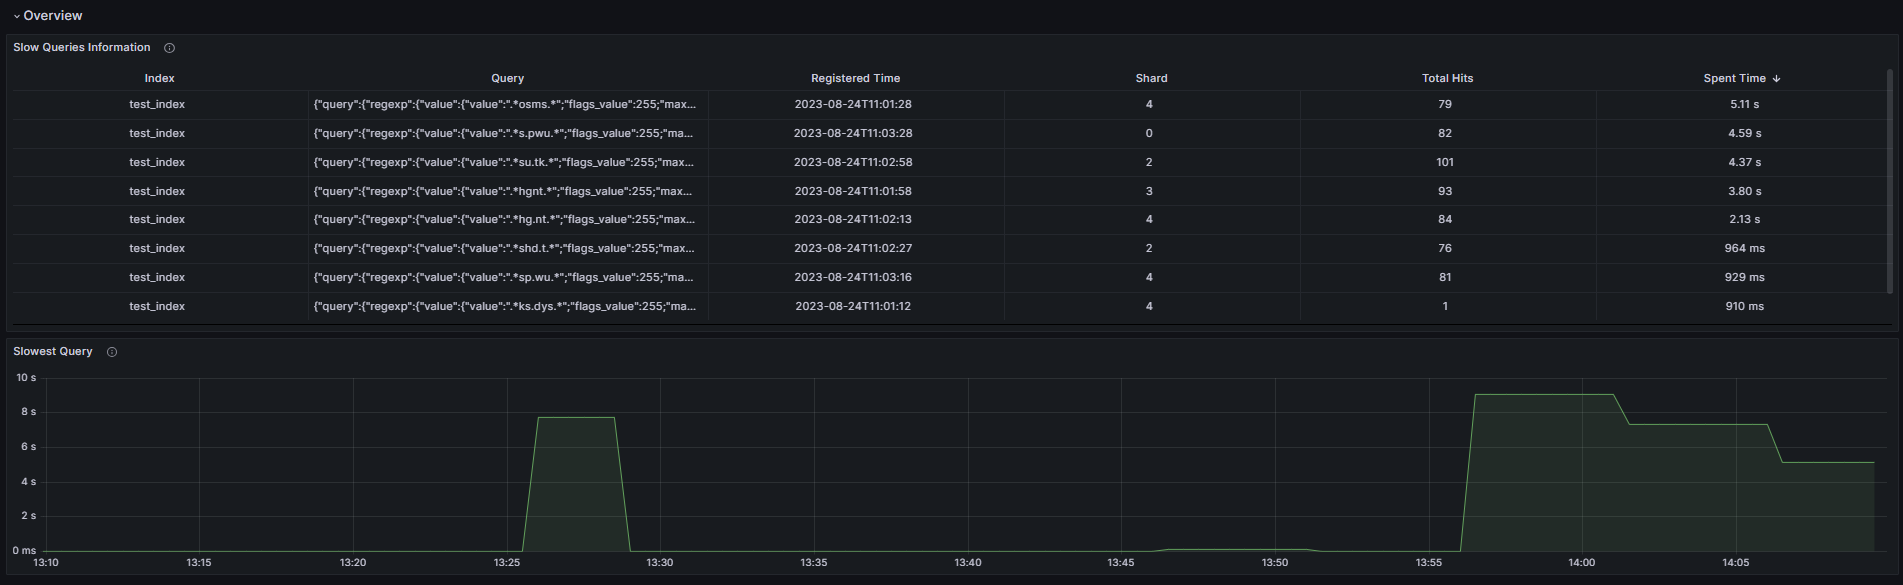 Overview
Slow Queries Information
Index Query Registered Time Shard Total Hits Spent Time
test_index {"query":{"regexp":{"value":{"value":".*osms.*";"flags_value":255;"max... 2023-08-24T11:01:28 4 79 5.11 s
test_index {"query":{"regexp":{"value":{"value":".*s.pwu.*";"flags_value":255;"ma... 2023-08-24T11:03:28 0 82 4.59 s
test_index {"query":{"regexp":{"value":{"value":".*su.tk.*";"flags_value":255;"max... 2023-08-24T11:02:58 2 101 4.37 s
test_index {"query":{"regexp":{"value":{"value":".*hgnt.*";"flags_value":255;"max... 2023-08-24T11:01:58 3 93 3.80 s
test_index {"query":{"regexp":{"value":{"value":".*hg.nt.*";"flags_value":255;"max... 2023-08-24T11:02:13 4 84 2.13 s
test_index {"query":{"regexp":{"value":{"value":".*shd.t.*";"flags_value":255;"max... 2023-08-24T11:02:27 2 76 964 ms
test_index {"query":{"regexp":{"value":{"value":".*sp.wu.*";"flags_value":255;"ma... 2023-08-24T11:03:16 4 81 929 ms
test_index {"query":{"regexp":{"value":{"value":".*ks.dys.*";"flags_value":255;"ma... 2023-08-24T11:01:12 4 1 910 ms
Slowest Query
10 s
8 s
6 s
4 s
2 s
0 ms
13:10 13:15 13:20 13:25 13:30 13:35 13:40 13:45 13:50 13:55 14:00 14:05